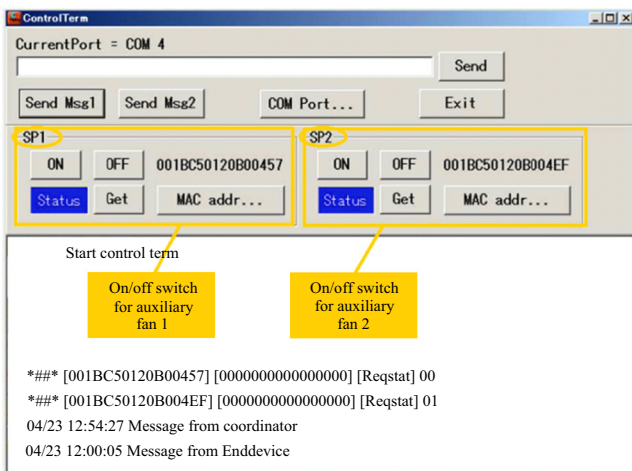 ControlTerm
CurrentPort = COM 4
Send
Send Msg1 Send Msg2 COM Port... Exit
SP1 SP2
ON OFF 001BC50120B00457 ON OFF 001BC50120B004EF
Status Get MAC addr... Status Get MAC addr...
Start control term
On/off switch
for auxiliary
fan 1
On/off switch
for auxiliary
fan 2
*##* [001BC50120B00457] [0000000000000000] [Reqstat] 00
*##* [001BC50120B004EF] [0000000000000000] [Reqstat] 01
04/23 12:54:27 Message from coordinator
04/23 12:00:05 Message from Enddevice